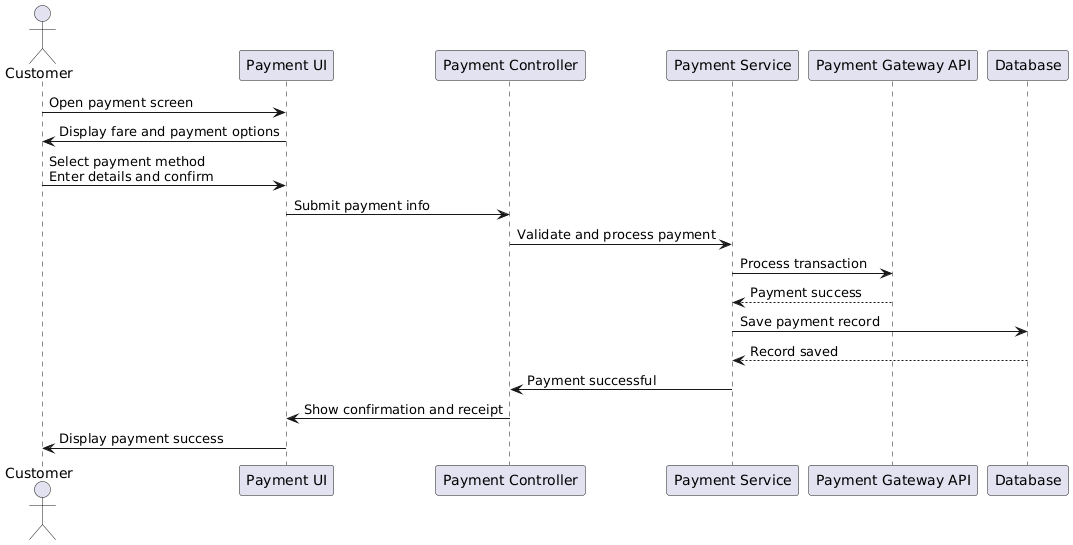 Customer
Payment UI
Payment Controller
Payment Service
Payment Gateway API
Database
Open payment screen
Display fare and payment options
Select payment method
Enter details and confirm
Submit payment info
Validate and process payment
Process transaction
Payment success
Save payment record
Record saved
Payment successful
Show confirmation and receipt
Display payment success
Customer
Payment UI
Payment Controller
Payment Service
Payment Gateway API
Database